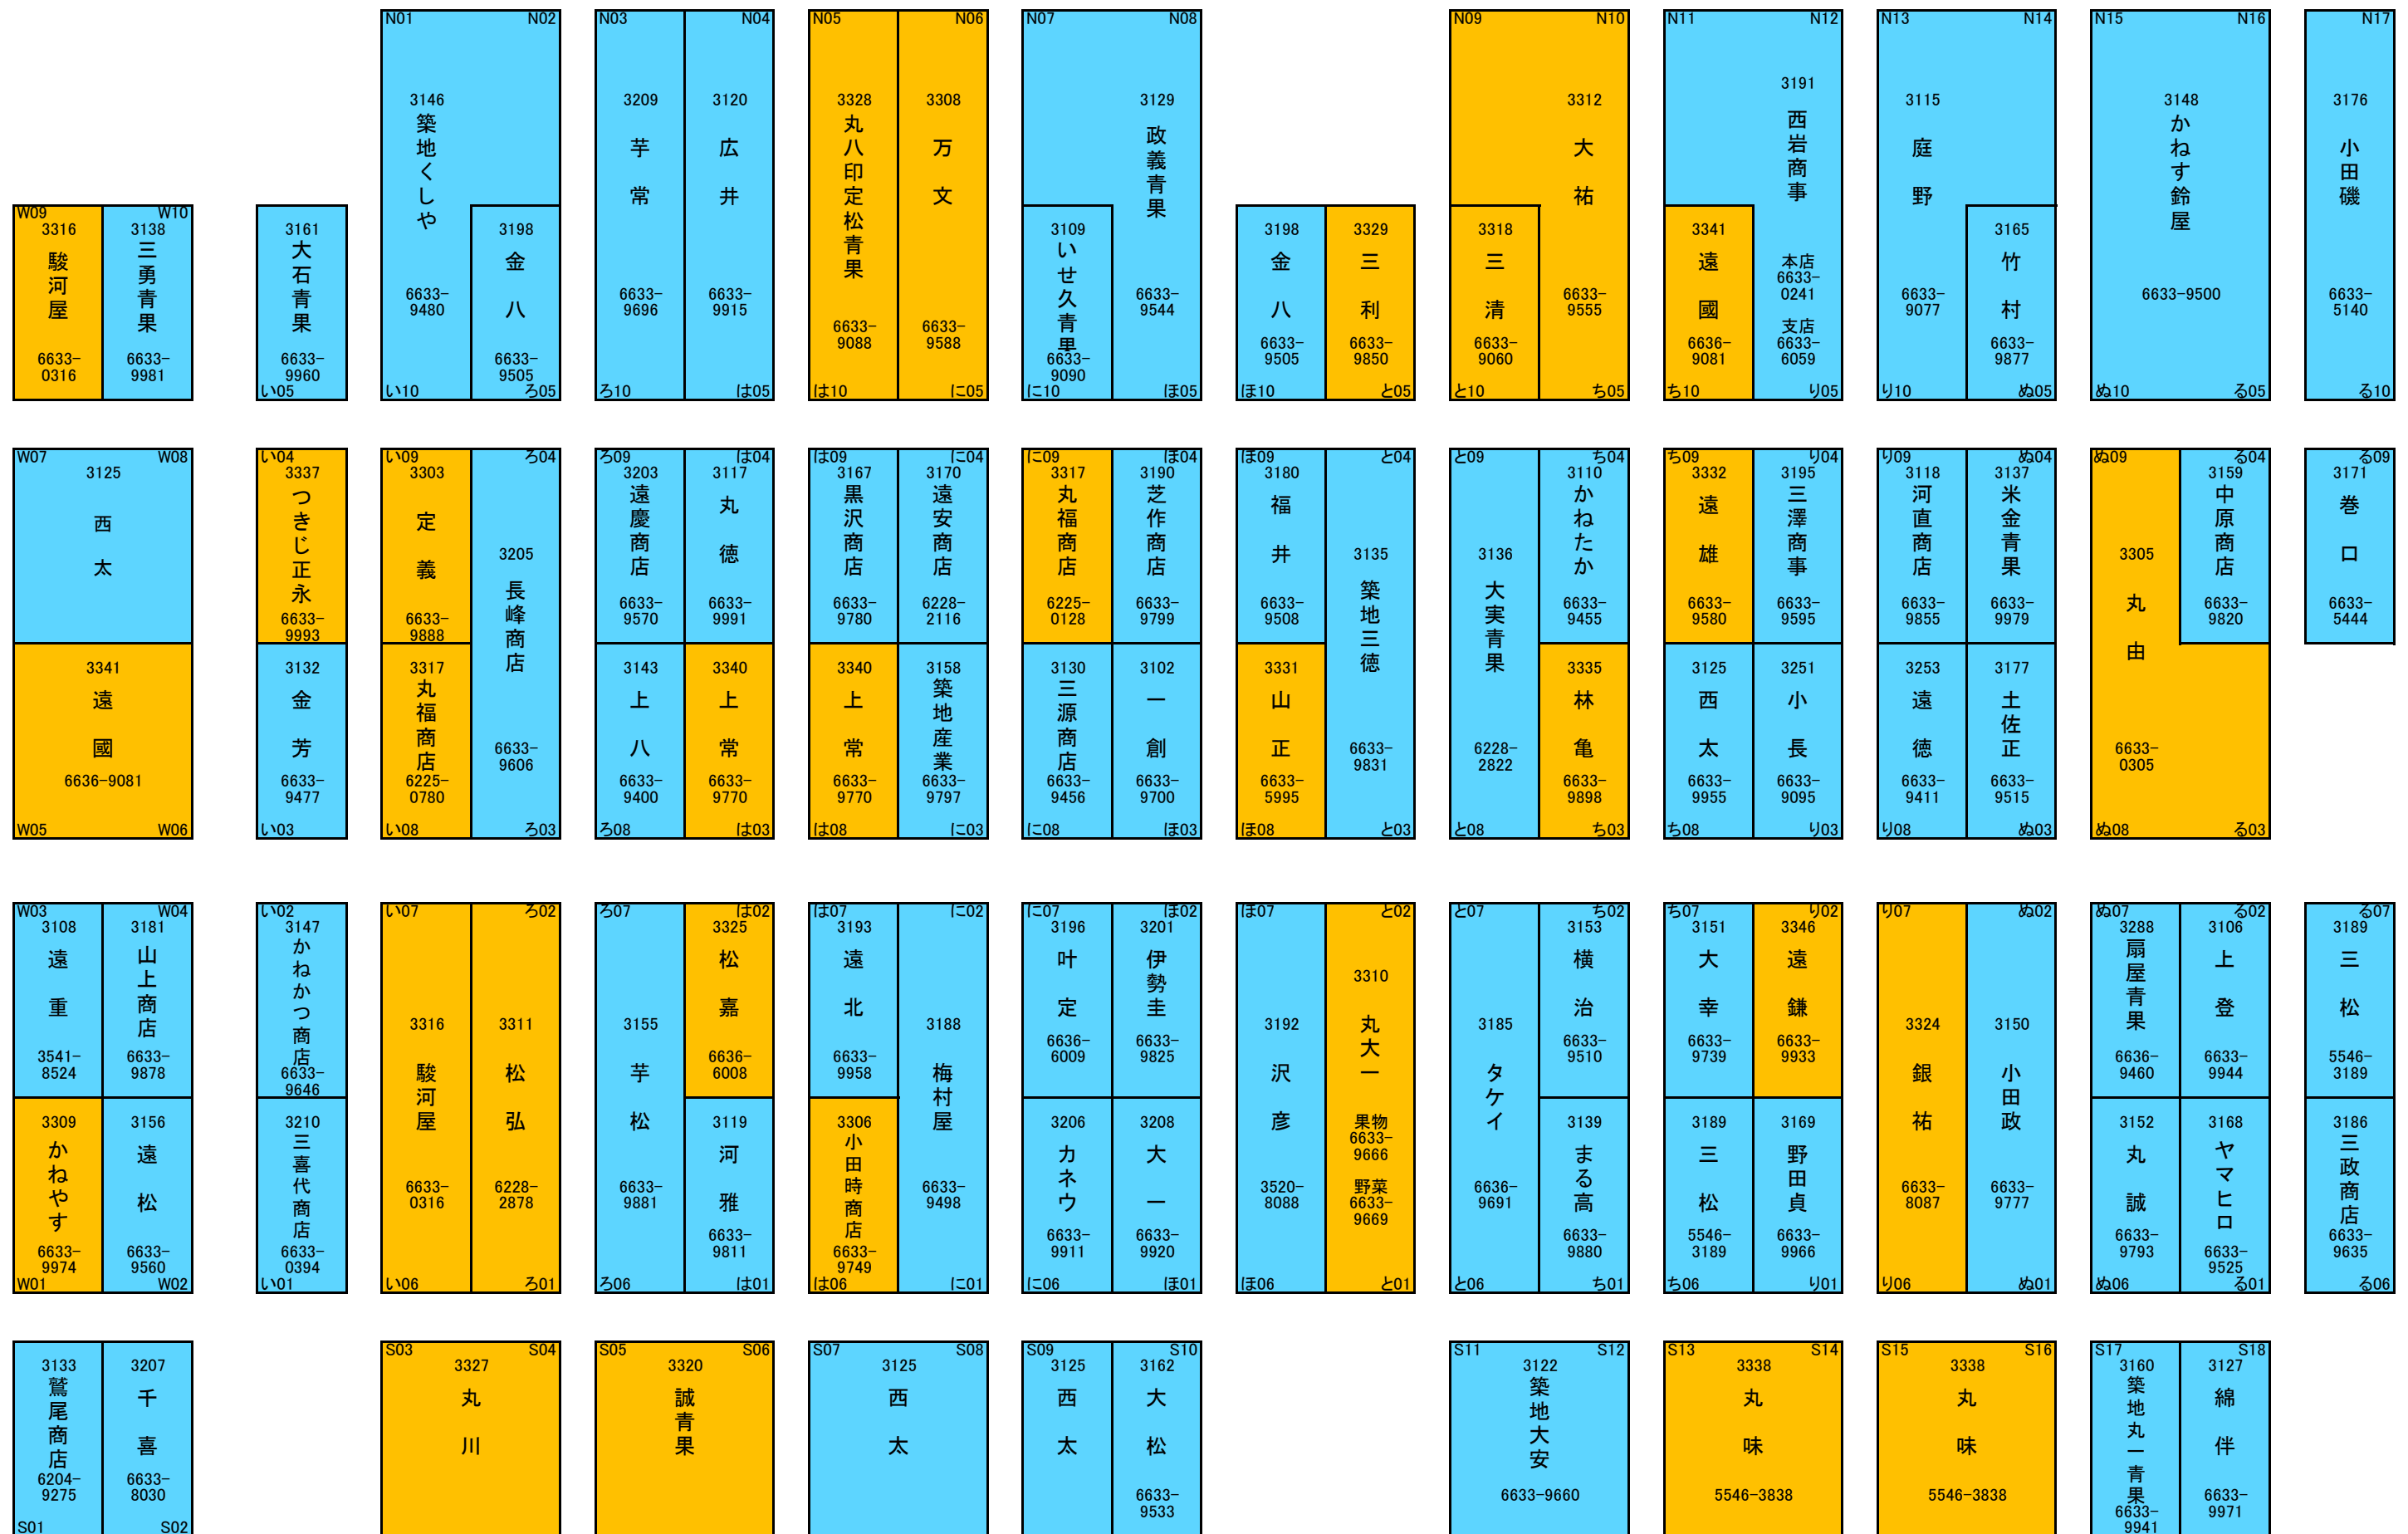 N01 N02
3146
築地くしや
6633-
9480
3198
金八
6633-
9505
い10 ろ05
N03 N04
3209
芋常
6633-
9696
3120
広井
6633-
9915
ろ10 は05
N05 N06
3328
丸八印定松青果
6633-
9088
3308
万文
6633-
9588
は10 に05
N07 N08
3129
政義青果
6633-
9544
3109
いせ久青果
6633-
9090
に10 ほ05
N09 N10
3312
大祐
6633-
9555
3318
三清
6633-
9060
と10 ち05
N11 N12
3191
西岩商事
本店
6633-
0241
支店
6633-
6059
3341
遠國
6636-
9081
ち10 り05
N13 N14
3115
庭野
6633-
9077
3165
竹村
6633-
9877
り10 ぬ05
N15 N16
3148
かねす鈴屋
6633-9500
ぬ10 る05
N17
3176
小田磯
6633-
5140
る10
W09 W10
3316
駿河屋
6633-
0316
3138
三勇青果
6633-
9981
3161
大石青果
6633-
9960
い05
3198
金八
6633-
9505
3329
三利
6633-
9850
ほ10 と05
W07 W08
3125
西太
3341
遠國
6636-9081
W05 W06
い04
3337
つきじ正永
6633-
9993
3132
金芳
6633-
9477
い03
い09 ろ04
3303
定義
6633-
9888
3205
長峰商店
6633-
9606
3317
丸福商店
6225-
0780
い08 ろ03
ろ09 は04
3203
遠慶商店
6633-
9570
3117
丸徳
6633-
9991
3143
上八
6633-
9400
3340
上常
6633-
9770
ろ08 は03
は09 に04
3167
黒沢商店
6633-
9780
3170
遠安商店
6228-
2116
3340
上常
6633-
9770
3158
築地産業
6633-
9797
は08 に03
に09 ほ04
3317
丸福商店
6225-
0128
3190
芝作商店
6633-
9799
3130
三源商店
6633-
9456
3102
一創
6633-
9700
に08 ほ03
ほ09 と04
3180
福井
6633-
9508
3135
築地三徳
6633-
9831
3331
山正
6633-
5995
ほ08 と03
と09 ち04
3136
大実青果
6228-
2822
3110
かねたか
6633-
9455
3335
林亀
6633-
9898
と08 ち03
ち09 り04
3332
遠雄
6633-
9580
3195
三澤商事
6633-
9595
3125
西太
6633-
9955
3251
小長
6633-
9095
ち08 り03
り09 ぬ04
3118
河直商店
6633-
9855
3137
米金青果
6633-
9979
3253
遠徳
6633-
9411
3177
土佐正
6633-
9515
り08 ぬ03
ぬ09 る04
3305
丸由
6633-
0305
3159
中原商店
6633-
9820
ぬ08 る03
る09
3171
巻口
6633-
5444
W03 W04
3108
遠重
3541-
8524
3181
山上商店
6633-
9878
3309
かねやす
6633-
9974
3156
遠松
6633-
9560
W01 W02
い02
3147
かねかつ商店
6633-
9646
3210
三喜代商店
6633-
0394
い01
い07 ろ02
3316
駿河屋
6633-
0316
3311
松弘
6228-
2878
い06 ろ01
ろ07 は02
3155
芋松
6633-
9881
3325
松嘉
6636-
6008
3119
河雅
6633-
9811
ろ06 は01
は07 に02
3193
遠北
6633-
9958
3188
梅村屋
6633-
9498
3306
小田時商店
6633-
9749
は06 に01
に07 ほ02
3196
叶定
6636-
6009
3201
伊勢圭
6633-
9825
3206
カネウ
6633-
9911
3208
大一
6633-
9920
に06 ほ01
ほ07 と02
3192
沢彦
3520-
8088
3310
丸大一
果物
6633-
9666
野菜
6633-
9669
ほ06 と01
と07 ち02
3185
タケイ
6636-
9691
3153
横治
6633-
9510
3139
まる高
6633-
9880
と06 ち01
ち07 り02
3151
大幸
6633-
9739
3346
遠鎌
6633-
9933
3189
三松
5546-
3189
3169
野田貞
6633-
9966
ち06 り01
り07 ぬ02
3324
銀祐
6633-
8087
3150
小田政
6633-
9777
り06 ぬ01
ぬ07 る02
3288
扇屋青果
6636-
9460
3106
上登
6633-
9944
3152
丸誠
6633-
9793
3168
ヤマヒロ
6633-
9525
ぬ06 る01
る07
3189
三松
5546-
3189
3186
三政商店
6633-
9635
る06
3133
鷲尾商店
6204-
9275
3207
千喜
6633-
8030
S01 S02
S03 S04
3327
丸川
S05 S06
3320
誠青果
S07 S08
3125
西太
S09 S10
3125
西太
3162
大松
6633-
9533
S11 S12
3122
築地大安
6633-9660
S13 S14
3338
丸味
5546-3838
S15 S16
3338
丸味
5546-3838
S17 S18
3160
築地丸一青果
6633-
9941
3127
綿伴
6633-
9971